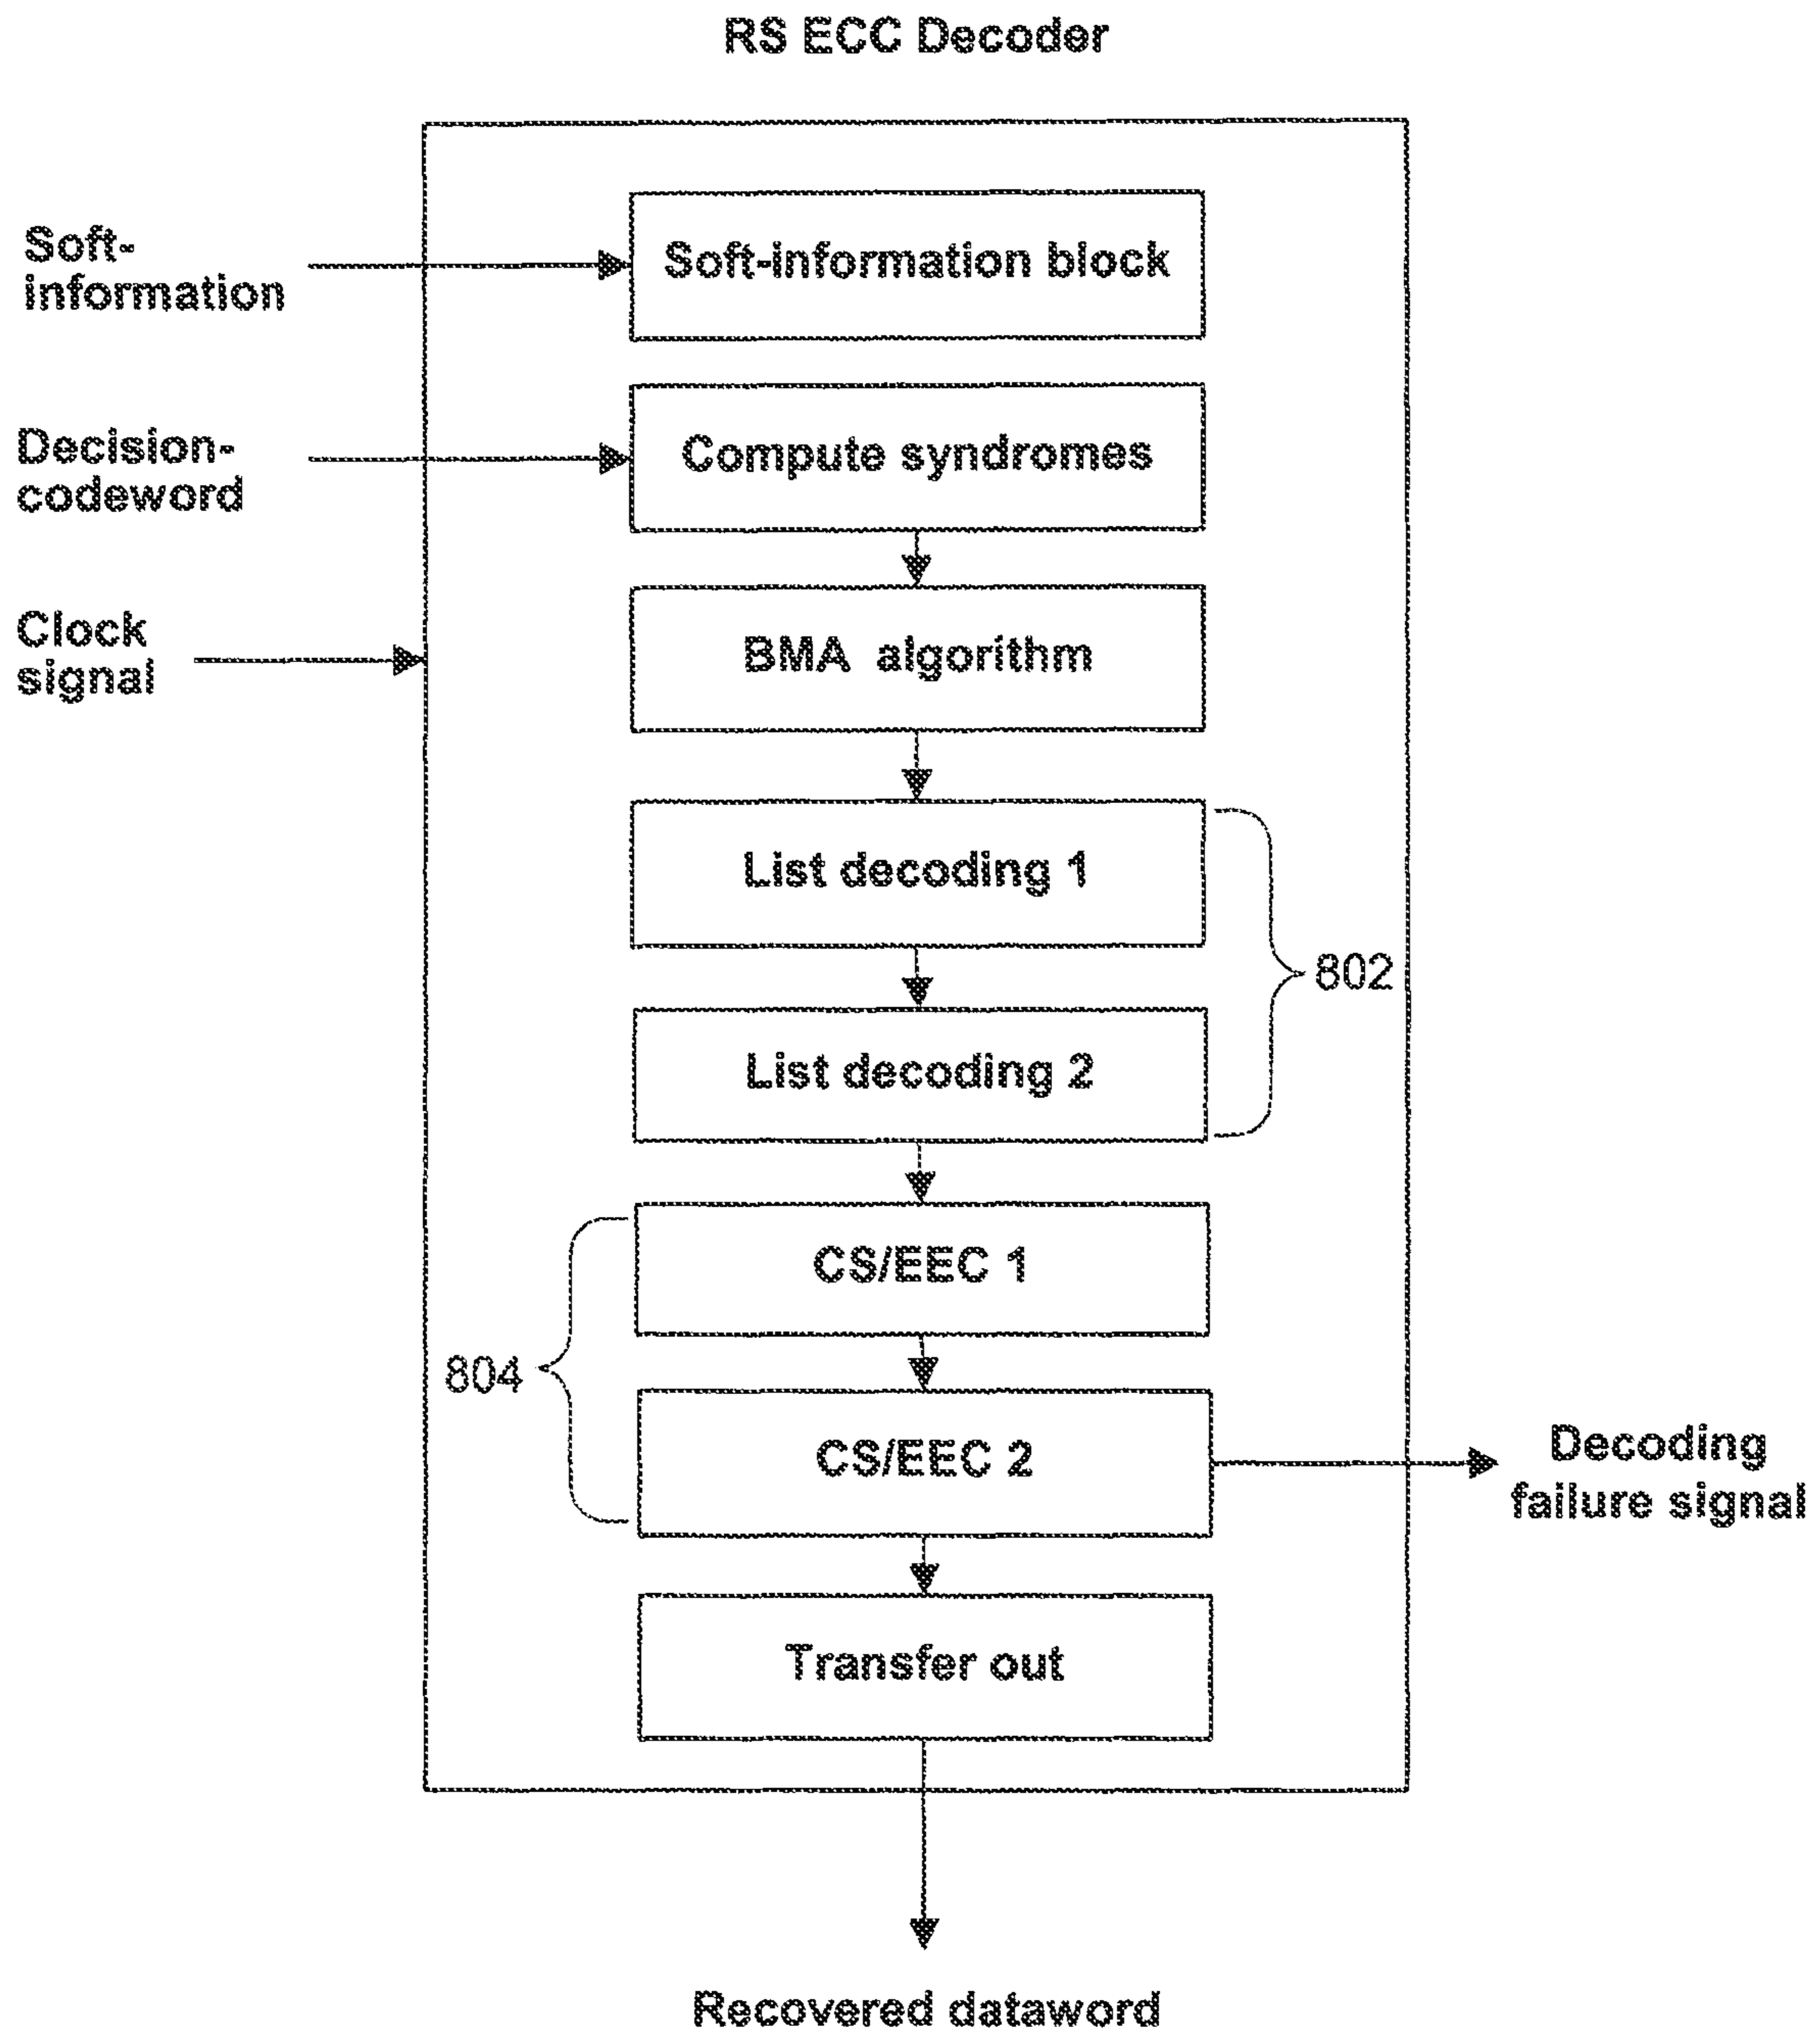 RS ECC Decoder
Soft-
information
Soft-information block
Decision-
codeword
Compute syndromes
Clock
signal
BMA algorithm
List decoding 1
802
List decoding 2
CS/EEC 1
804
CS/EEC 2
Decoding
failure signal
Transfer out
Recovered dataword